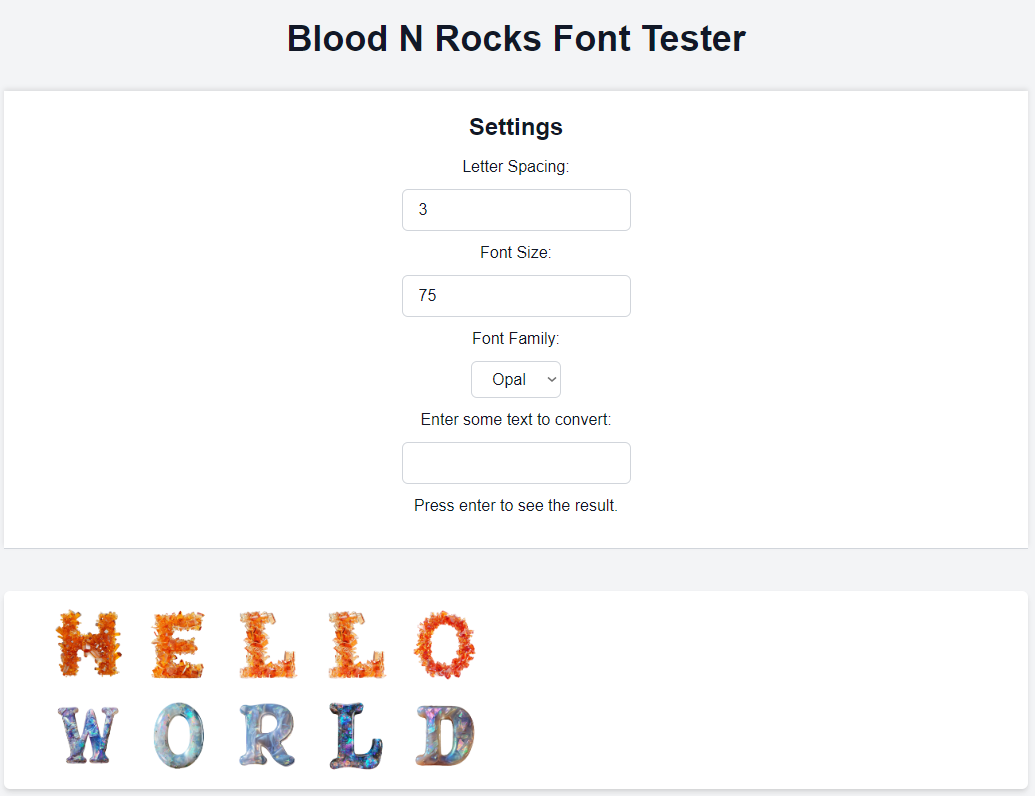 Blood N Rocks Font Tester
Settings
Letter Spacing:
3
Font Size:
75
Font Family:
Opal
Enter some text to convert:
Press enter to see the result.
HELLO
WORLD